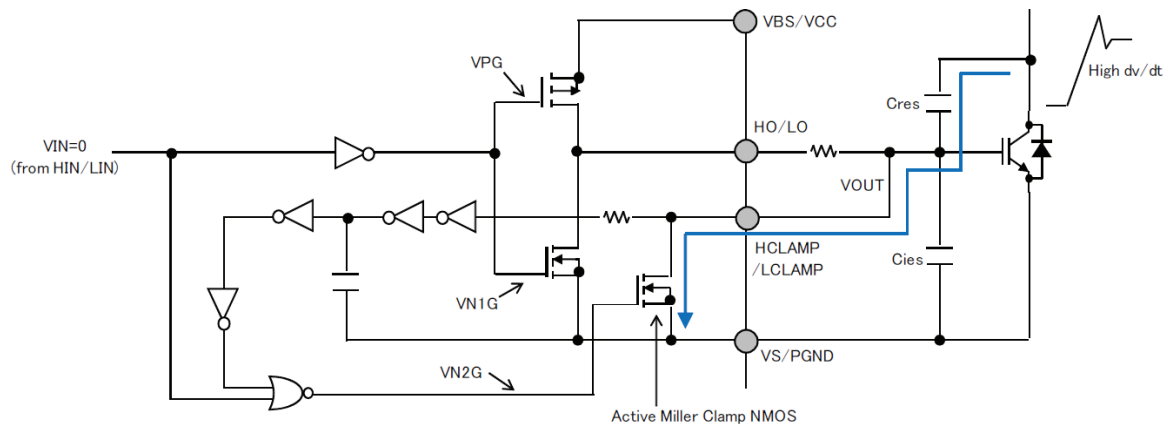 VBS/VCC
VPG
High dv/dt
Cres
VIN=0
(from HIN/LIN)
HO/LO
VOUT
HCLAMP
/LCLAMP
Cies
VN1G
VS/PGND
VN2G
Active Miller Clamp NMOS